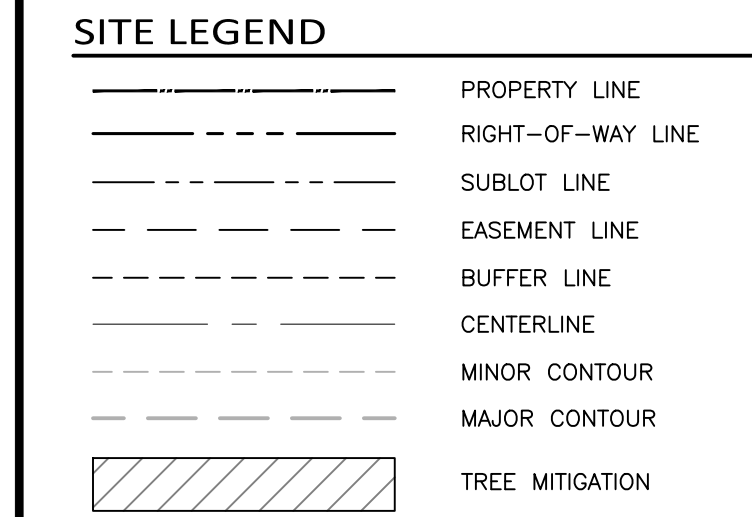 SITE LEGEND
PROPERTY LINE
RIGHT-OF-WAY LINE
SUBLOT LINE
EASEMENT LINE
BUFFER LINE
CENTERLINE
MINOR CONTOUR
MAJOR CONTOUR
TREE MITIGATION